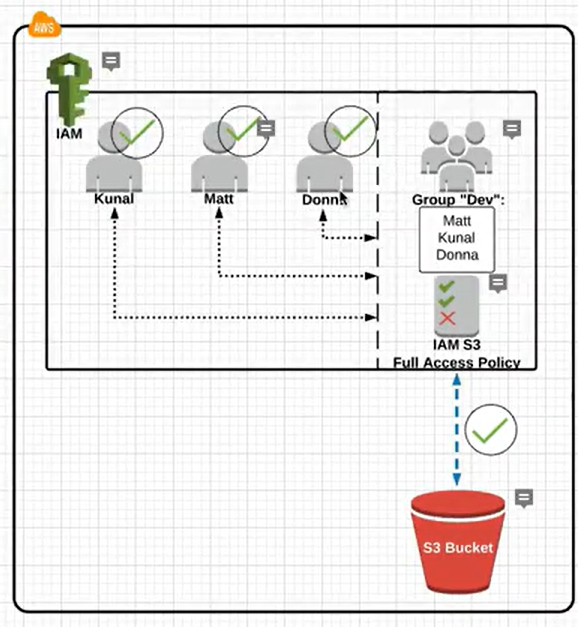 AWS
IAM
Kunal
Matt
Donna
Group "Dev":
Matt
Kunal
Donna
IAM S3
Full Access Policy
S3 Bucket